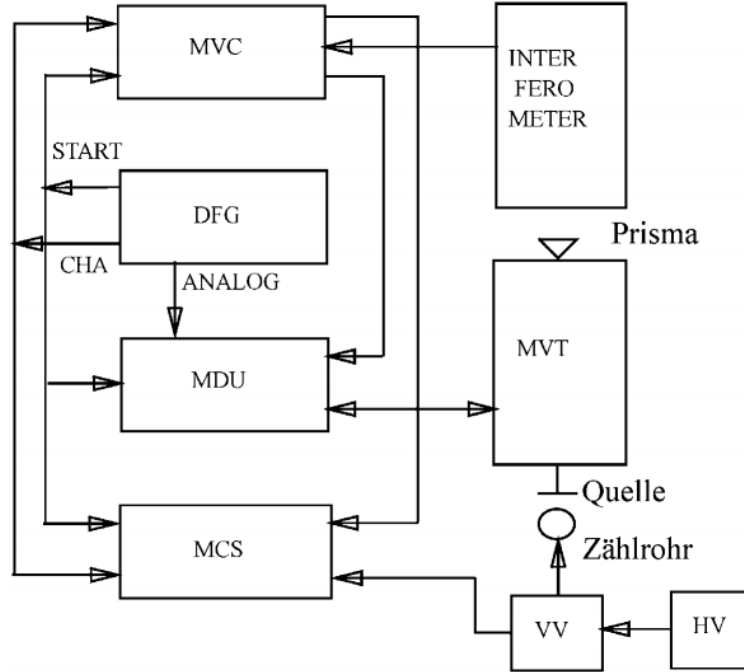 MVC
INTER
FERO
METER
START
DFG
Prisma
CHA
ANALOG
MVT
MDU
Quelle
MCS
Zählrohr
VV
HV